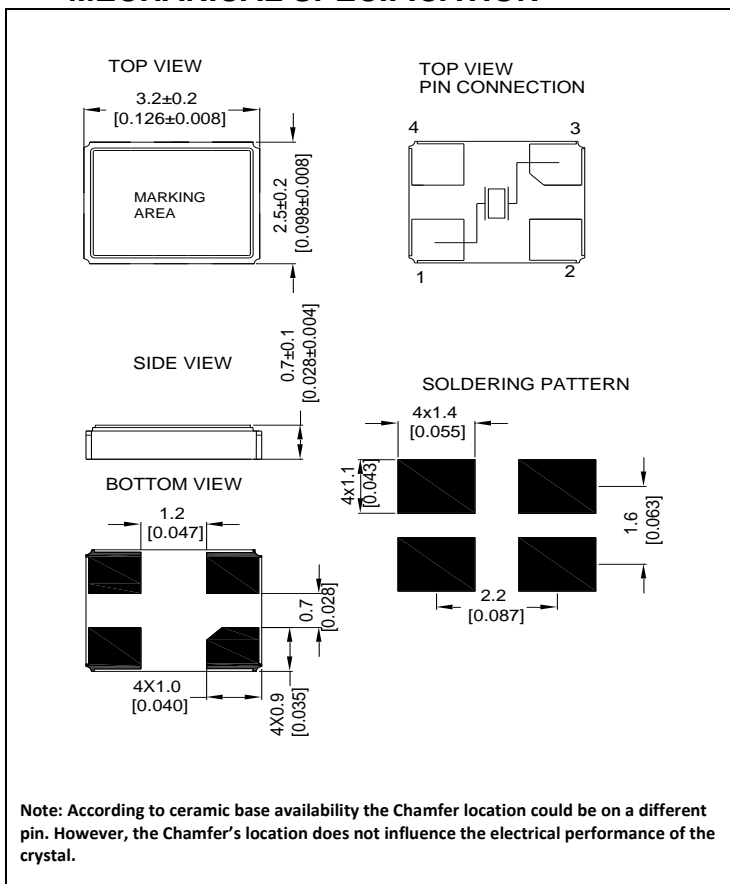 MECHANICAL SPECIFICATION
TOP VIEW
3.2±0.2
[0.126±0.008]
MARKING
AREA
2.5±0.2
[0.098±0.008]
TOP VIEW
PIN CONNECTION
4
3
1
2
SIDE VIEW
0.7±0.1
[0.028±0.004]
BOTTOM VIEW
1.2
[0.047]
0.7
[0.028]
4X1.0
[0.040]
4X0.9
[0.035]
SOLDERING PATTERN
4x1.4
[0.055]
4x1.1
[0.043]
1.6
[0.063]
2.2
[0.087]
Note: According to ceramic base availability the Chamfer location could be on a different
pin. However, the Chamfer’s location does not influence the electrical performance of the
crystal.